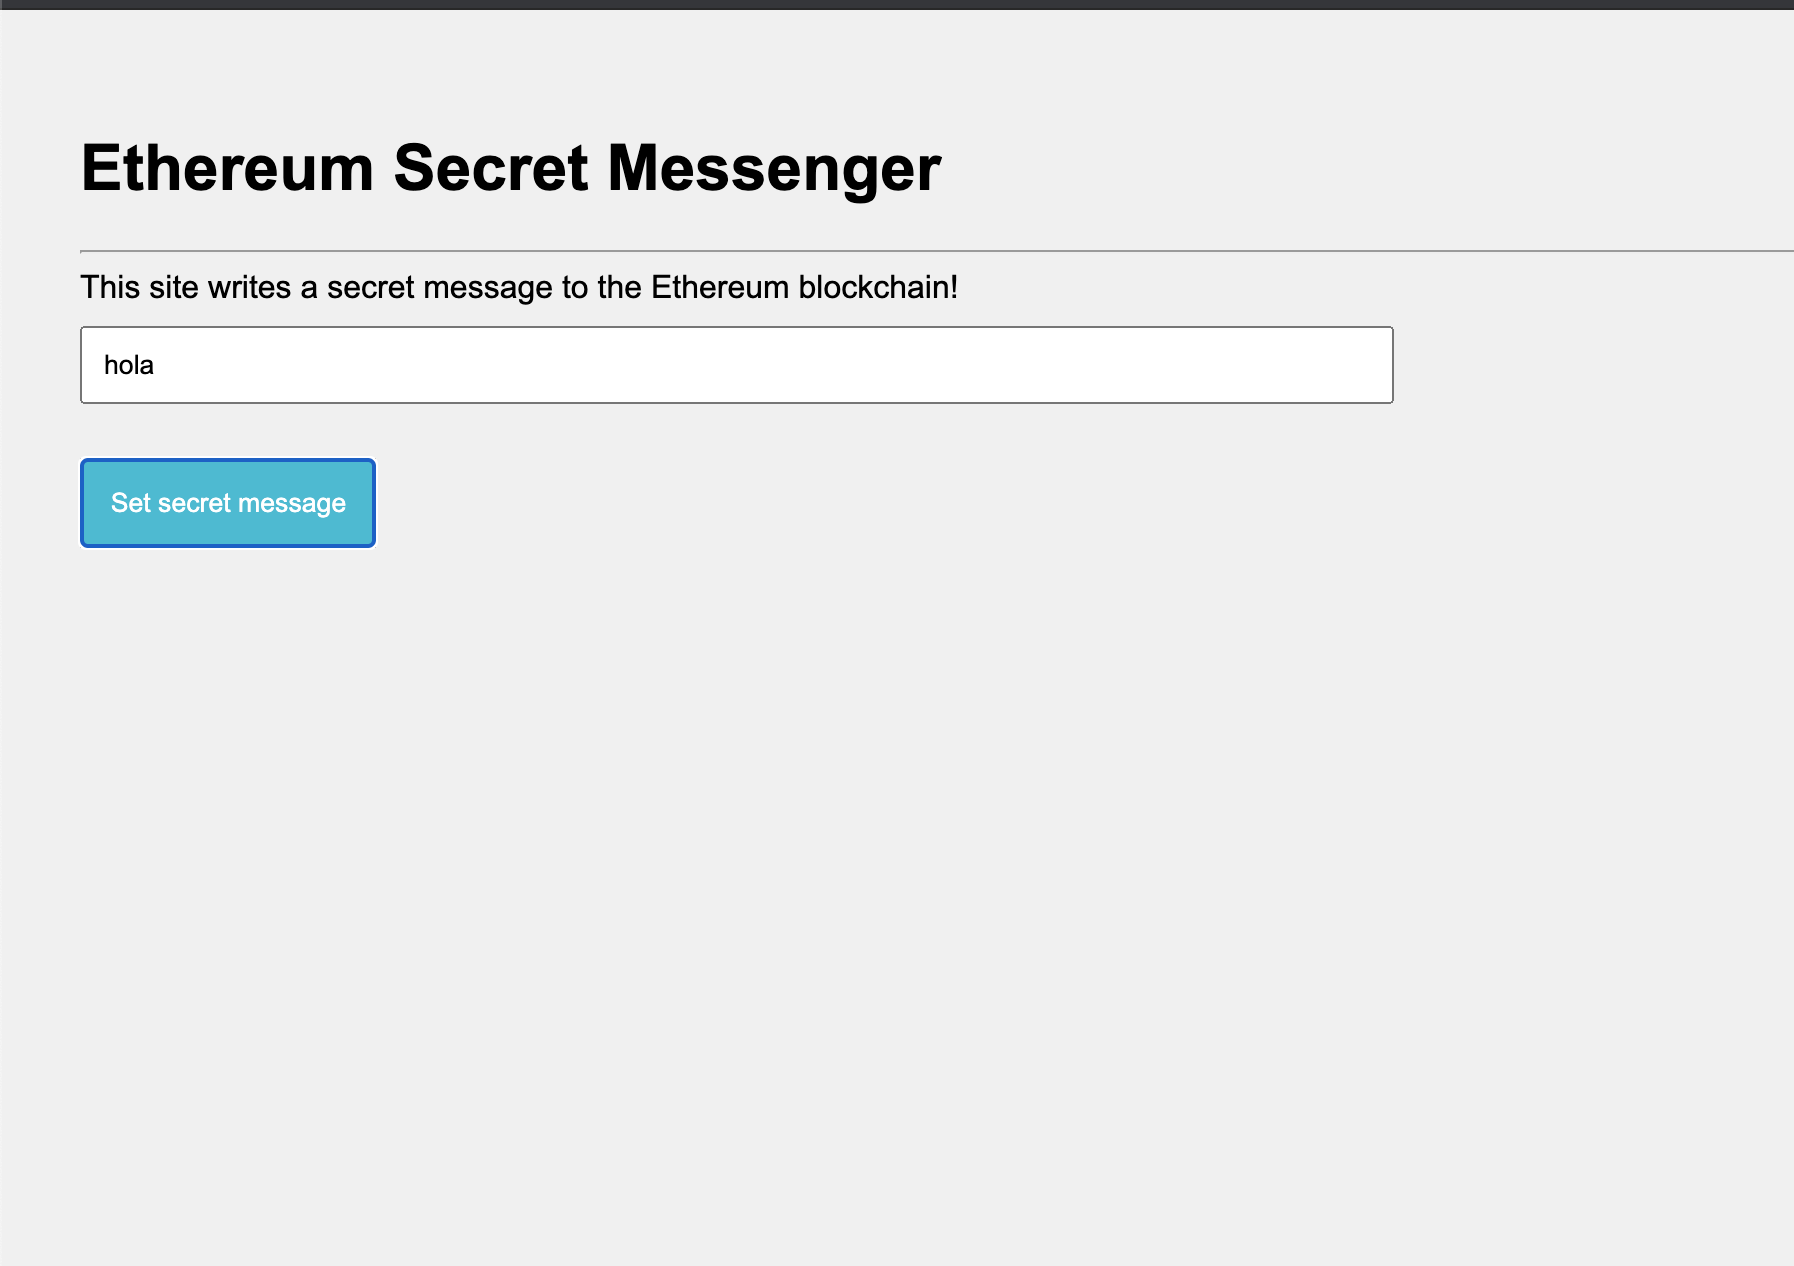 Ethereum Secret Messenger
This site writes a secret message to the Ethereum blockchain!
hola
Set secret message